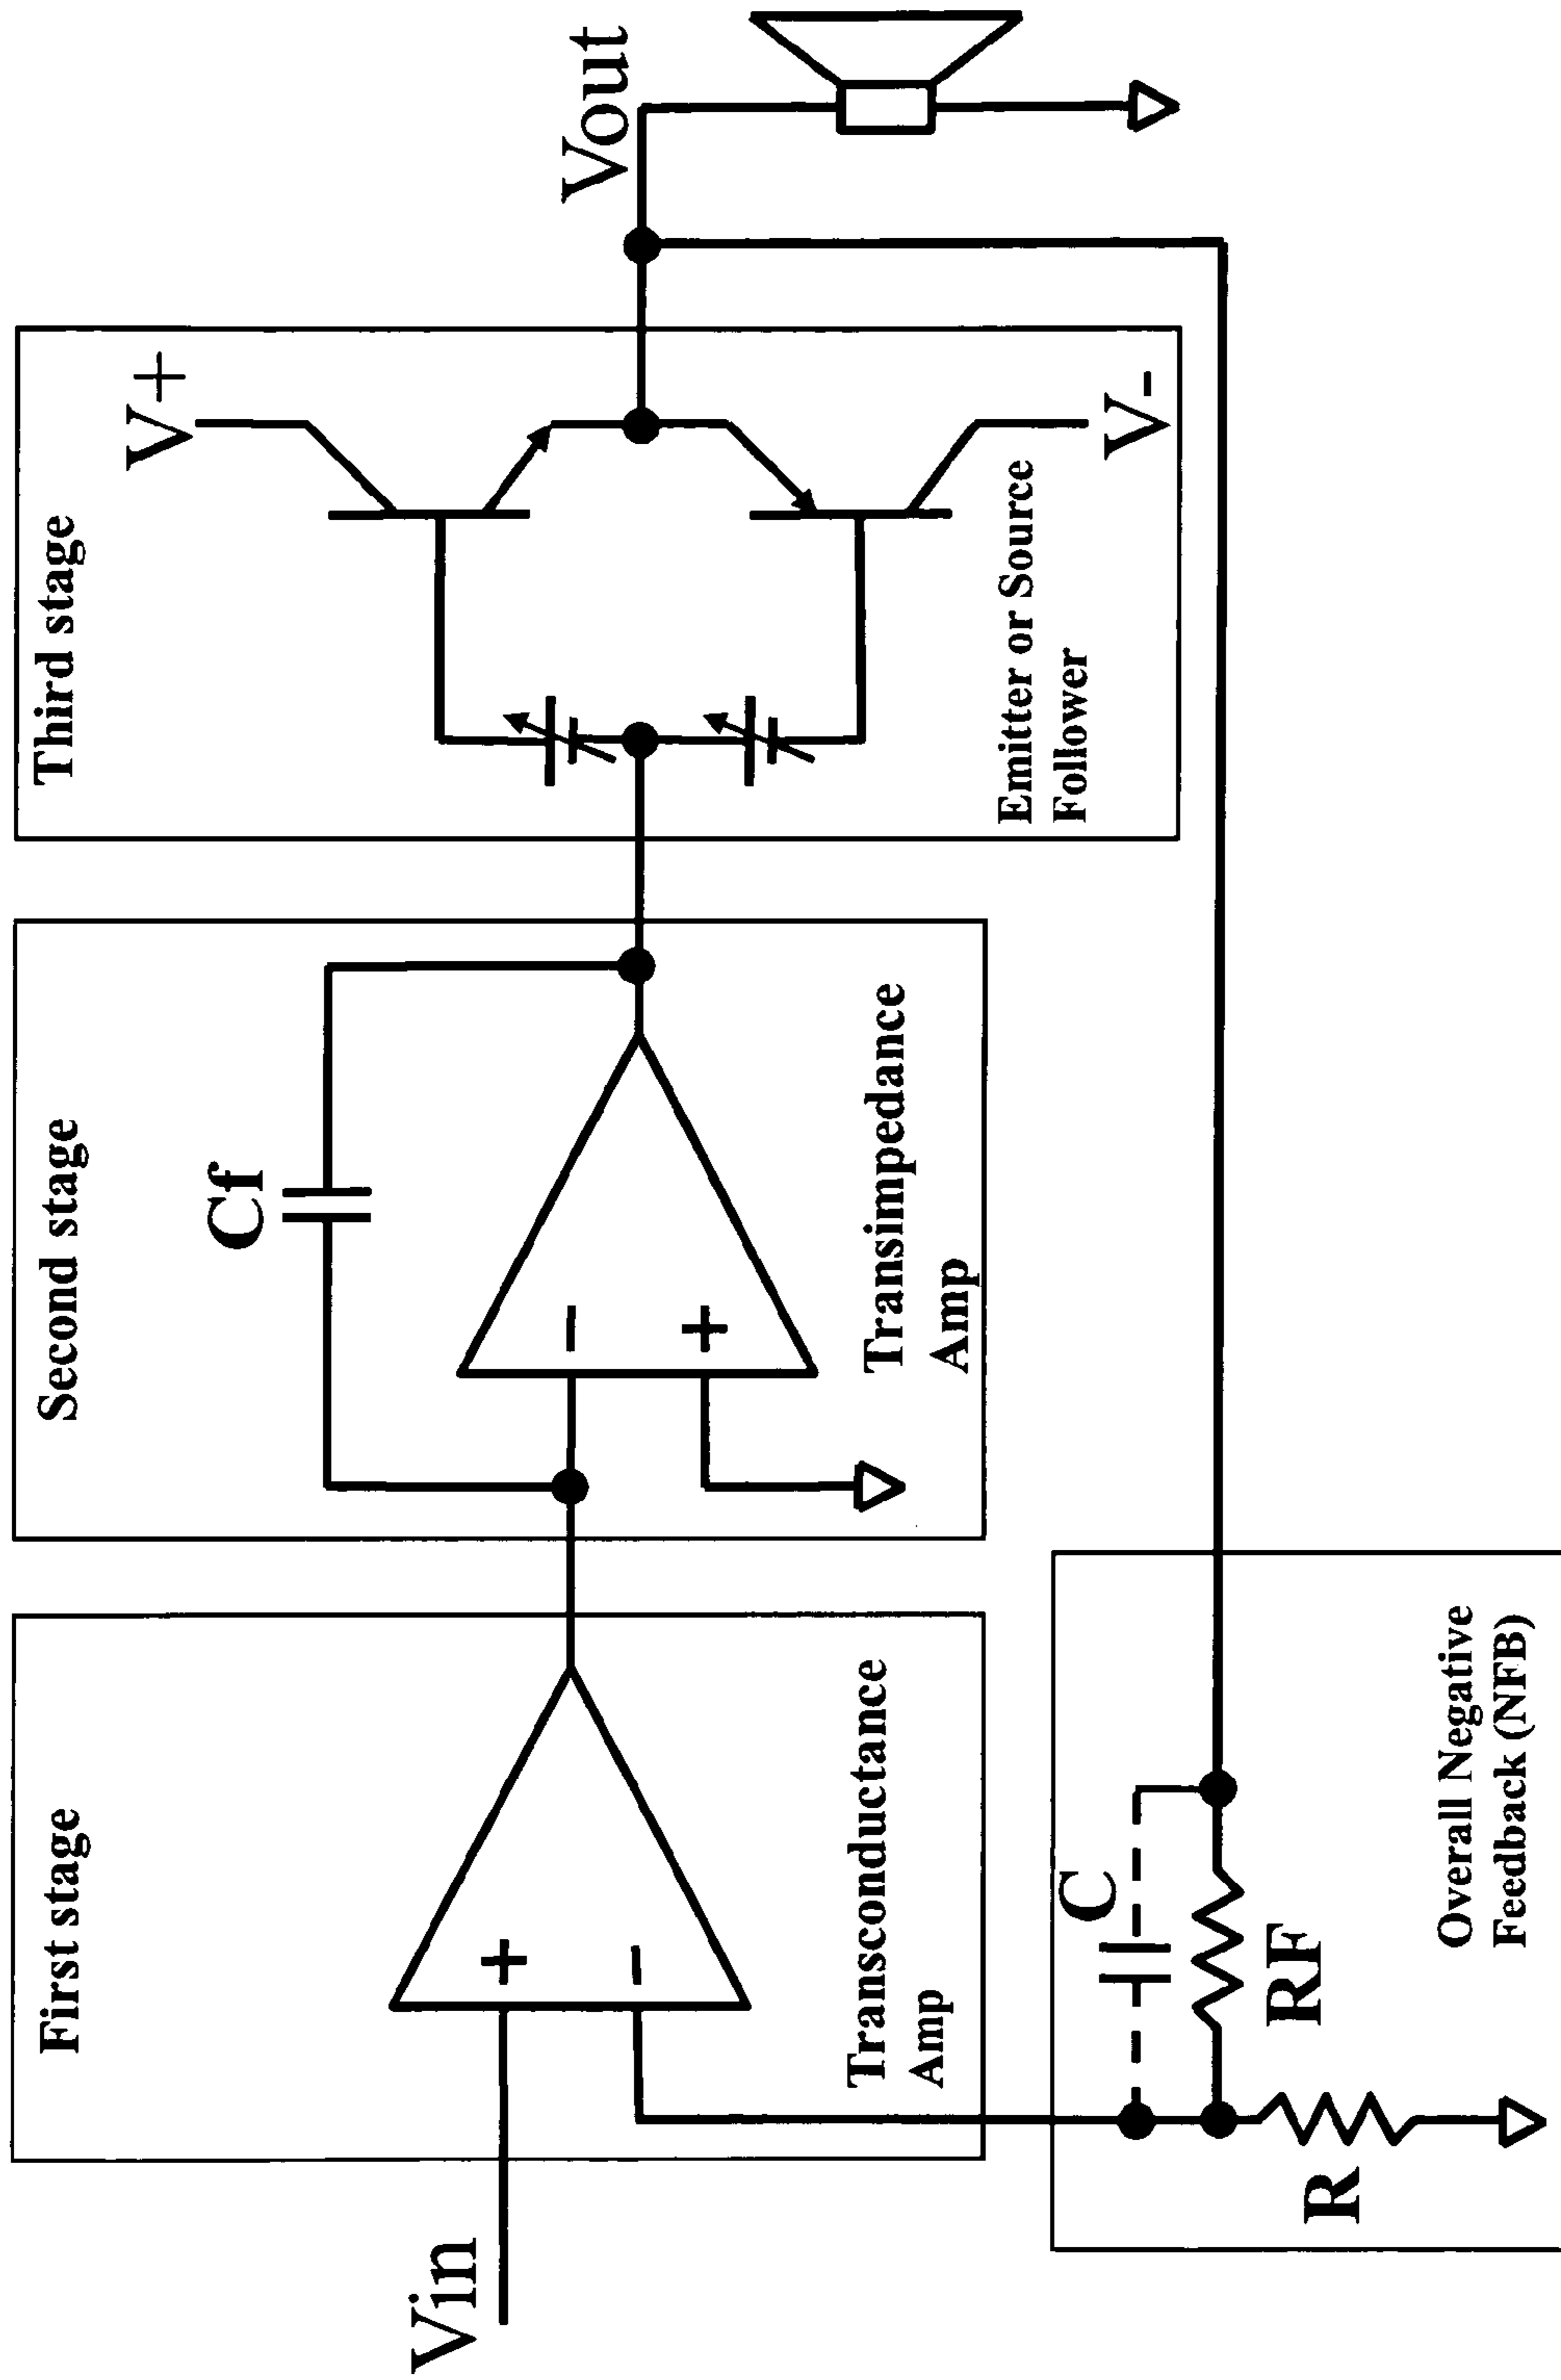 First stage
Vin
+
−
Transconductance
Amp
Second stage
Cf
−
+
Transimpedance
Amp
Third stage
V+
V-
Emitter or Source
Follower
Vout
C
RF
R
Overall Negative
Feedback (NFB)